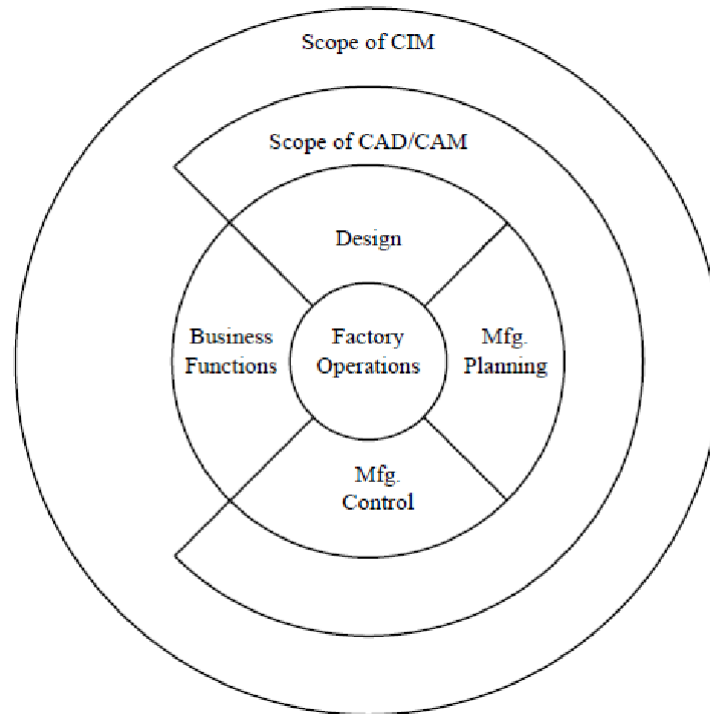 Scope of CIM
Scope of CAD/CAM
Design
Business
Functions
Factory
Operations
Mfg.
Planning
Mfg.
Control